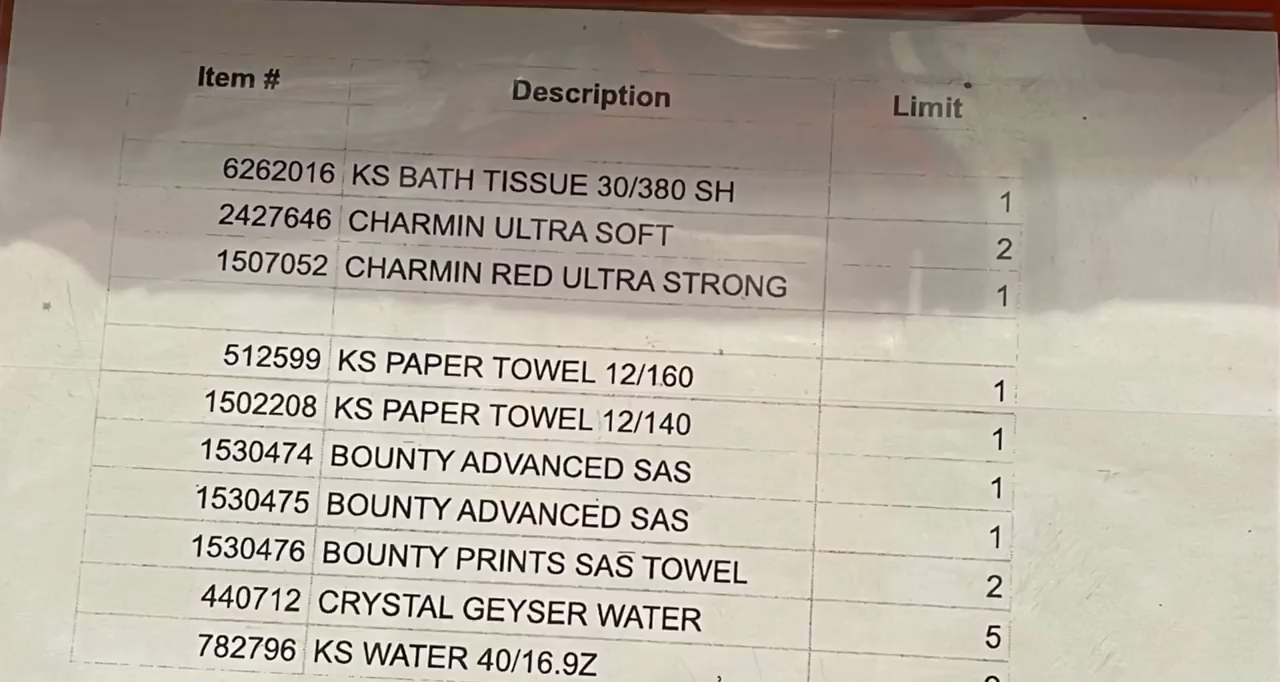 Item # Description Limit
6262016 KS BATH TISSUE 30/380 SH 1
2427646 CHARMIN ULTRA SOFT 2
1507052 CHARMIN RED ULTRA STRONG 1
512599 KS PAPER TOWEL 12/160 1
1502208 KS PAPER TOWEL 12/140 1
1530474 BOUNTY ADVANCED SAS 1
1530475 BOUNTY ADVANCED SAS 1
1530476 BOUNTY PRINTS SAS TOWEL 2
440712 CRYSTAL GEYSER WATER 5
782796 KS WATER 40/16.9Z